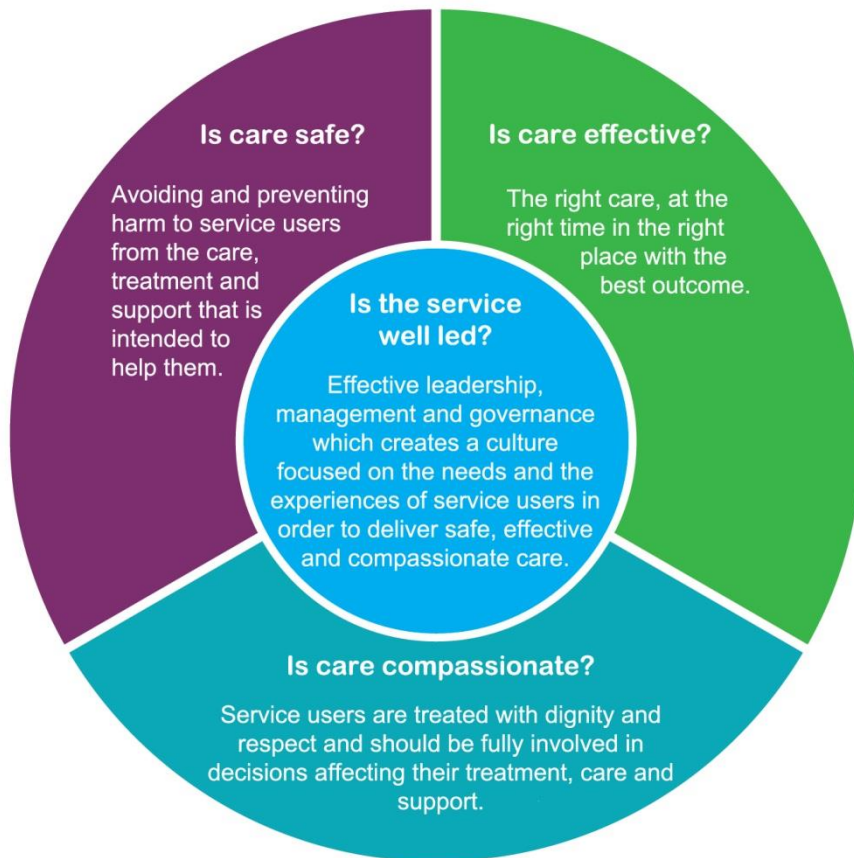 Is care safe?
Avoiding and preventing
harm to service users
from the care,
treatment and
support that is
intended to
help them.
Is care effective?
The right care, at the
right time in the right
place with the
best outcome.
Is the service
well led?
Effective leadership,
management and governance
which creates a culture
focused on the needs and the
experiences of service users in
order to deliver safe, effective
and compassionate care.
Is care compassionate?
Service users are treated with dignity and
respect and should be fully involved in
decisions affecting their treatment, care and
support.